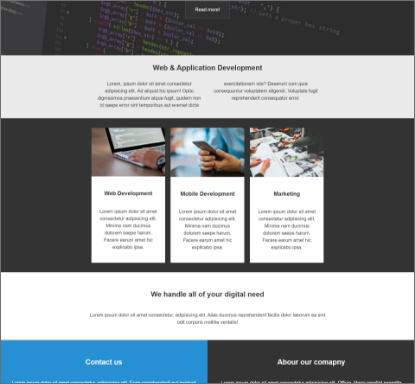 Read more!
Web & Application Development
Lorem, ipsum dolor sit amet consectetur
adipisicing elit. Ad aliquid hic ipsum! Optio
dignissimos praesentium atque fugit, quidem non
id saepe error sint temporibus aut eveniet dicta
exercitationem iste? Deserunt cum quia
consequuntur voluptatem eligendi. Voluptate fugit
reprehenderit consequatur error.
Web Development
Lorem ipsum dolor sit amet
consectetur adipisicing elit.
Minima nam ducimus
dolorem saepe harum.
Facere earum amet hic
explicabo ipsa.
Mobile Development
Lorem ipsum dolor sit amet
consectetur adipisicing elit.
Minima nam ducimus
dolorem saepe harum.
Facere earum amet hic
explicabo ipsa.
Marketing
Lorem ipsum dolor sit amet
consectetur adipisicing elit.
Minima nam ducimus
dolorem saepe harum.
Facere earum amet hic
explicabo ipsa.
We handle all of your digital need
Lorem ipsum dolor sit amet consectetur, adipisicing elit. Alias ducimus reprehenderit facilis dolor laborum ea sint
odit corporis mollitia veritatis!
Contact us
Abour our comapny